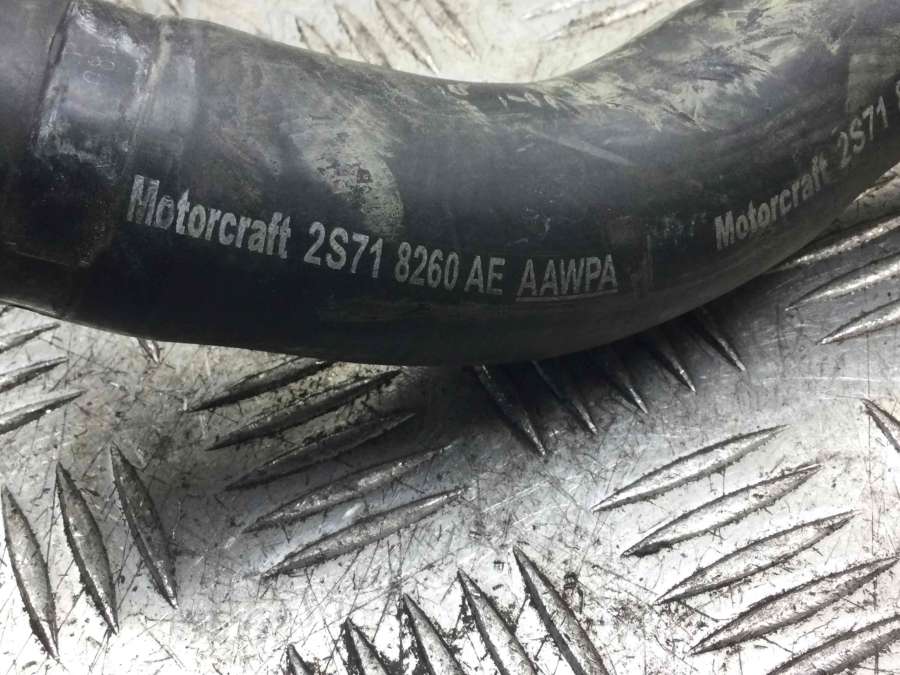 Motorcraft 2S71 8260 AE AAWPA
Motorcraft 2S71